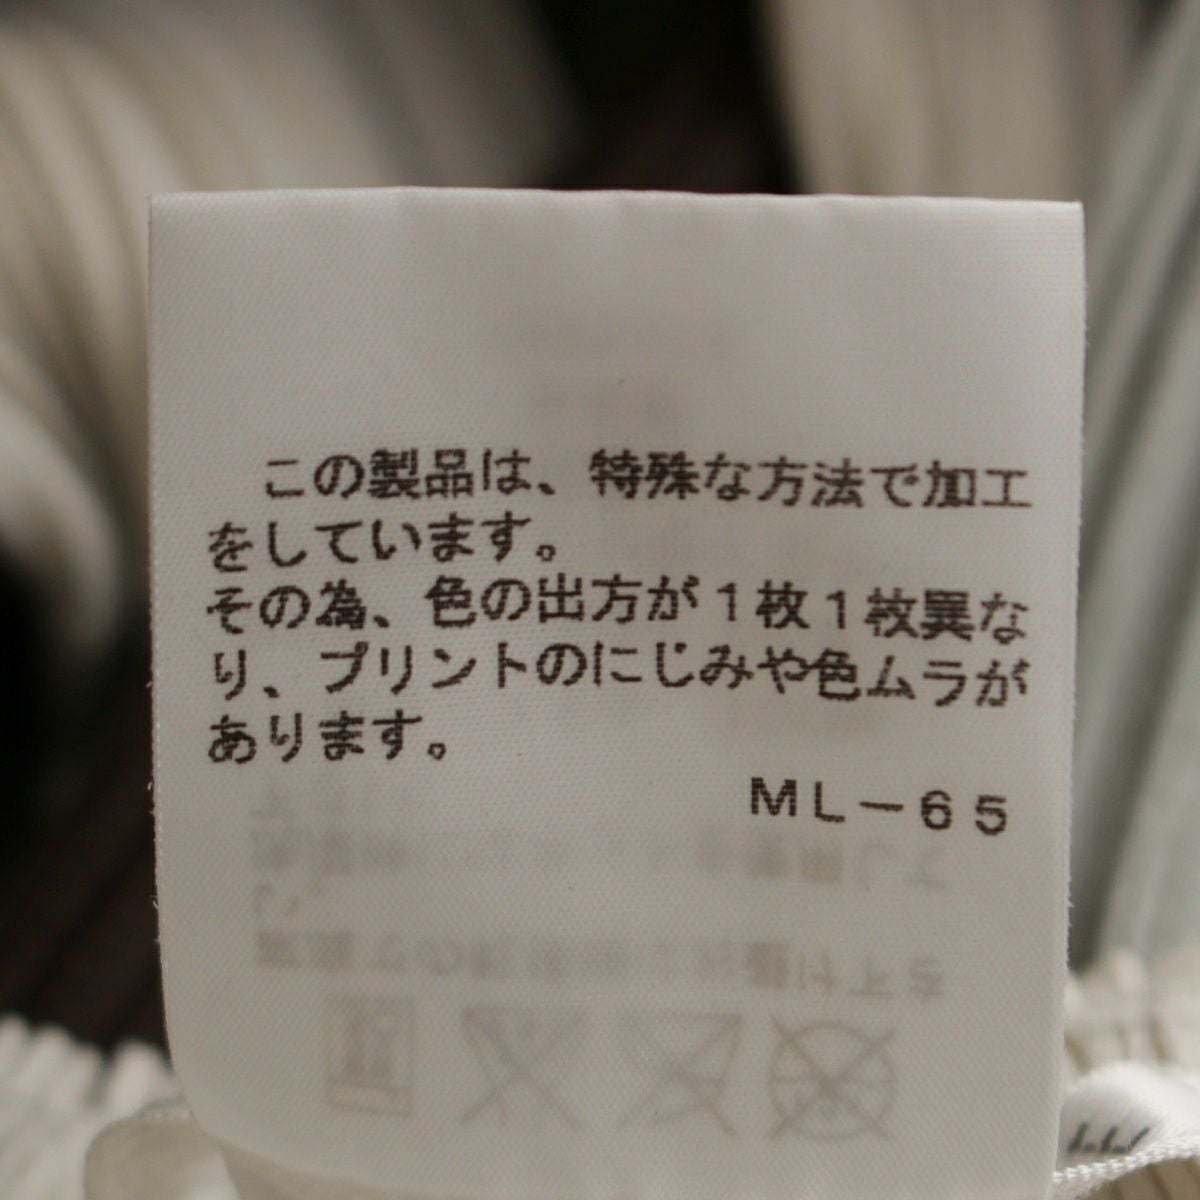 この製品は、特殊な方法で加工
をしています。
その為、色の出方が1枚1枚異な
り、プリントのにじみや色ムラが
あります。
ML-65